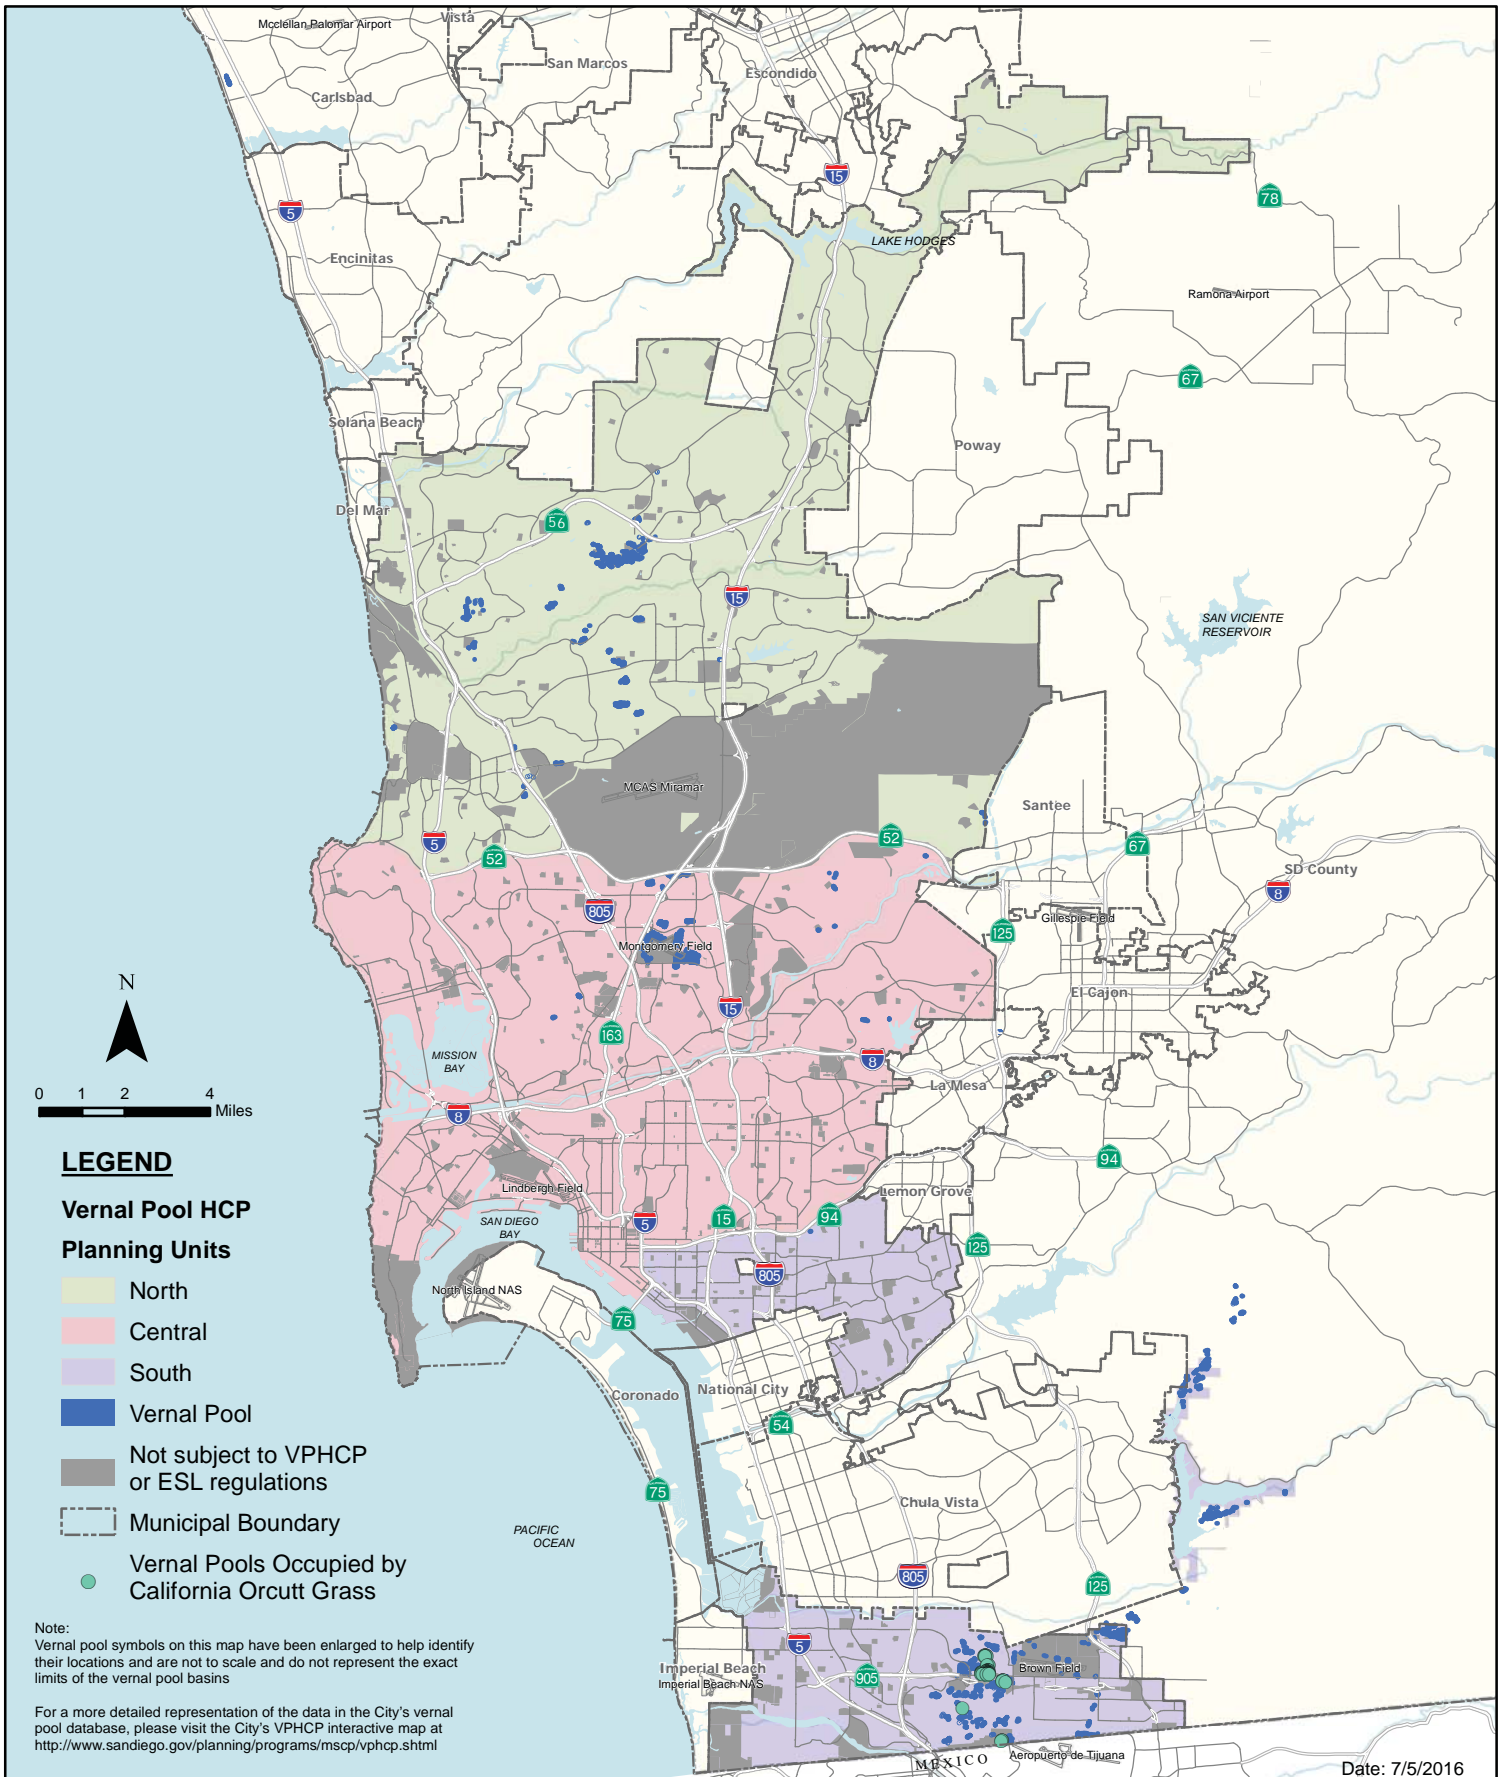 Mcclellan Palomar Airport
Vista
San Marcos
Escondido
Carlsbad
15
5
78
LAKE HODGES
Encinitas
Ramona Airport
67
Solana Beach
Poway
Del Mar
56
15
SAN VICIENTE
RESERVOIR
MCAS Miramar
Santee
5
52
52
67
SD County
8
805
Gillespie Field
125
Montgomery Field
N
El Cajon
15
163
MISSION
BAY
8
La Mesa
0 1 2 4
Miles
8
94
LEGEND
Vernal Pool HCP
Planning Units
North
Central
South
Vernal Pool
Not subject to VPHCP
or ESL regulations
Municipal Boundary
Vernal Pools Occupied by
California Orcutt Grass
Lindbergh Field
Lemon Grove
SAN DIEGO
BAY
5
15
94
125
805
North Island NAS
75
Coronado
National City
54
75
Chula Vista
PACIFIC
OCEAN
805
125
5
Imperial Beach
Imperial Beach NAS
905
Brown Field
MEXICO
Aeropuerto de Tijuana
Note:
Vernal pool symbols on this map have been enlarged to help identify
their locations and are not to scale and do not represent the exact
limits of the vernal pool basins
For a more detailed representation of the data in the City's vernal
pool database, please visit the City's VPHCP interactive map at
http://www.sandiego.gov/planning/programs/mscp/vphcp.shtml
Date: 7/5/2016